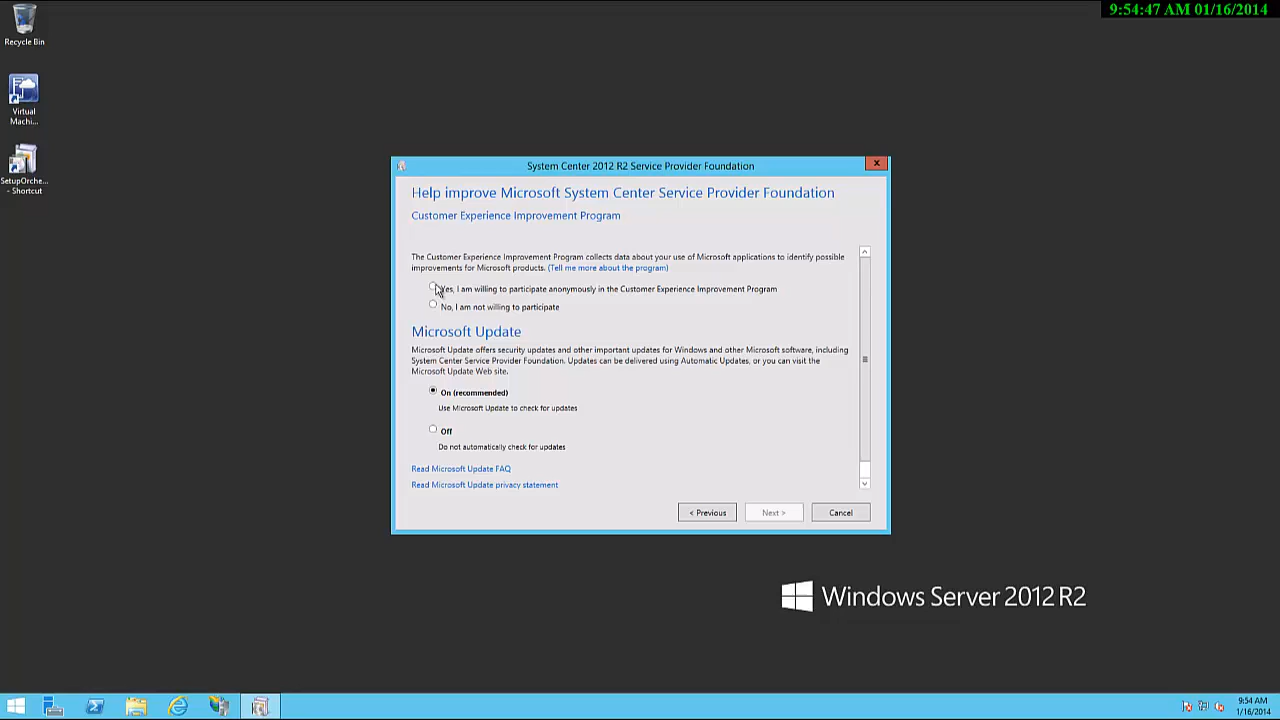 9:54:47 AM 01/16/2014
Recycle Bin
Virtual
Machi...
SetupOrche...
- Shortcut
System Center 2012 R2 Service Provider Foundation
x
Help improve Microsoft System Center Service Provider Foundation
Customer Experience Improvement Program
The Customer Experience Improvement Program collects data about your use of Microsoft applications to identify possible
improvements for Microsoft products. (Tell me more about the program)
Yes, I am willing to participate anonymously in the Customer Experience Improvement Program
No, I am not willing to participate
Microsoft Update
Microsoft Update offers security updates and other important updates for Windows and other Microsoft software, including
System Center Service Provider Foundation. Updates can be delivered using Automatic Updates, or you can visit the
Microsoft Update Web site.
On (recommended)
Use Microsoft Update to check for updates
Off
Do not automatically check for updates
Read Microsoft Update FAQ
Read Microsoft Update privacy statement
< Previous
Next >
Cancel
Windows Server 2012 R2
9:54 AM
1/16/2014